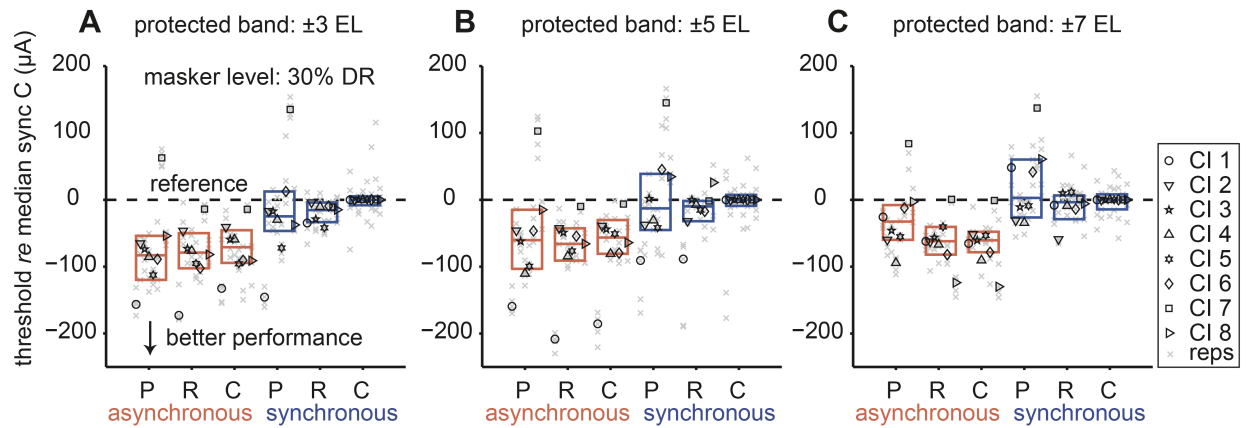 A protected band: ±3 EL
B protected band: ±5 EL
C protected band: ±7 EL
threshold re median sync C (µA)
200
100
0
−100
−200
masker level: 30% DR
reference
better performance
P R C P R C
asynchronous synchronous
200
100
0
−100
−200
P R C P R C
asynchronous synchronous
200
100
0
−100
−200
P R C P R C
asynchronous synchronous
CI 1
CI 2
CI 3
CI 4
CI 5
CI 6
CI 7
CI 8
reps